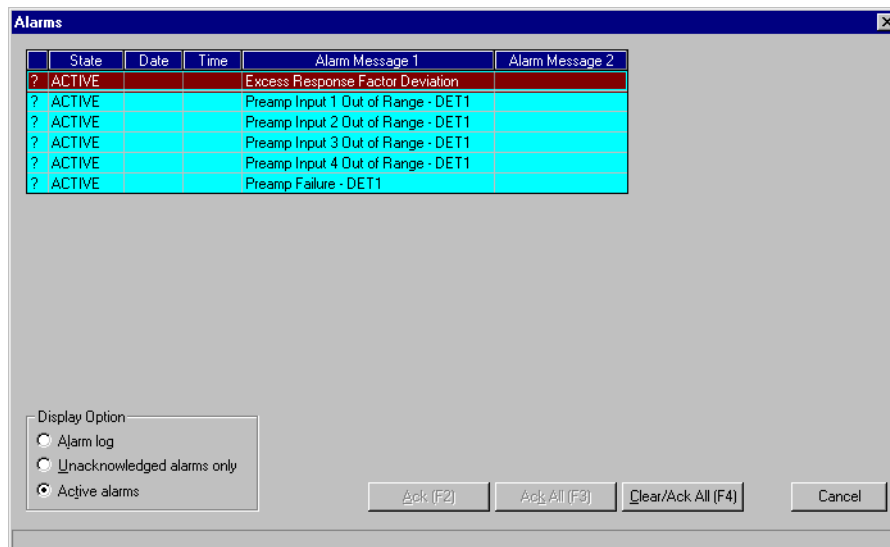 Alarms
State Date Time Alarm Message 1 Alarm Message 2
? ACTIVE Excess Response Factor Deviation
? ACTIVE Preamp Input 1 Out of Range - DET1
? ACTIVE Preamp Input 2 Out of Range - DET1
? ACTIVE Preamp Input 3 Out of Range - DET1
? ACTIVE Preamp Input 4 Out of Range - DET1
? ACTIVE Preamp Failure - DET1
Display Option
Alarm log
Unacknowledged alarms only
Active alarms
Ack (F2) Ack All (F3) Clear/Ack All (F4) Cancel